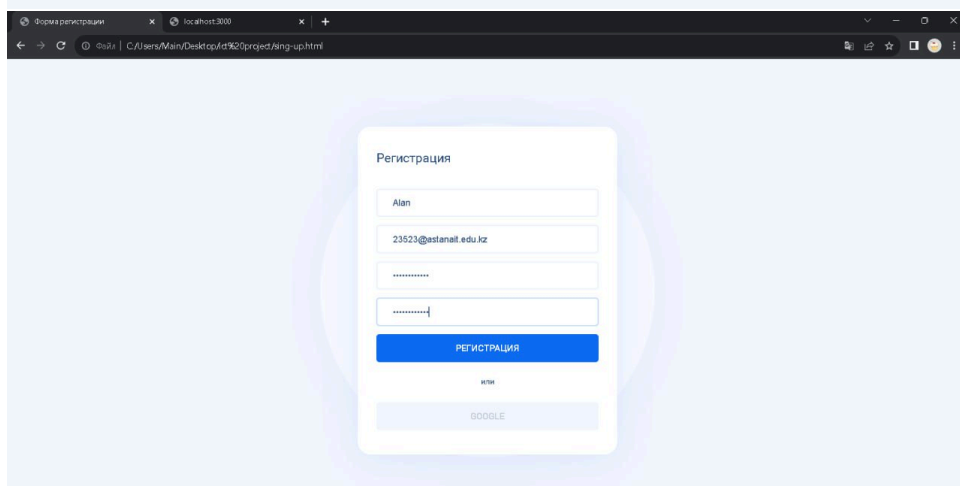 Форма регистрации
localhost:3000
Файл
C:/Users/Main/Desktop/ict%20project/sing-up.html
Регистрация
Alan
23523@astanait.edu.kz
••••••••••••
••••••••••••
РЕГИСТРАЦИЯ
или
GOOGLE